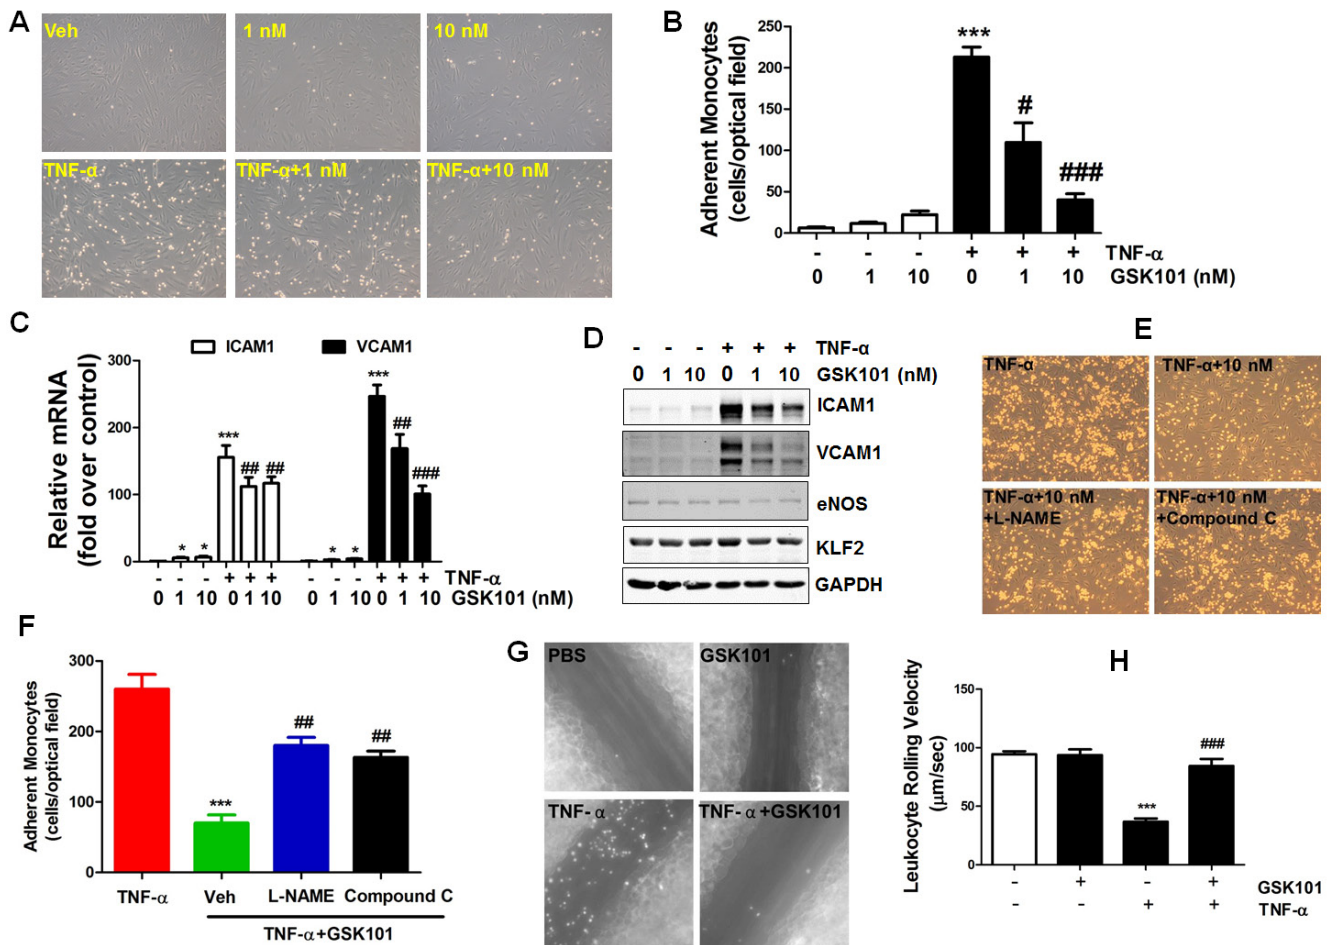 A
Veh
1 nM
10 nM
TNF-α
TNF-α+1 nM
TNF-α+10 nM
B
Adherent Monocytes
(cells/optical field)
250
200
150
100
50
0
***
#
###
- - - + + + TNF-α
0 1 10 0 1 10 GSK101 (nM)
C
ICAM1
VCAM1
Relative mRNA
(fold over control)
300
200
100
0
* * *** ## ##
* * *** ## ###
+ + + + + + TNF-α
0 1 10 0 1 10 0 1 10 0 1 10 GSK101 (nM)
D
- - - + + + TNF-α
0 1 10 0 1 10 GSK101 (nM)
ICAM1
VCAM1
eNOS
KLF2
GAPDH
E
TNF-α
TNF-α+10 nM
TNF-α+10 nM
+L-NAME
TNF-α+10 nM
+Compound C
F
Adherent Monocytes
(cells/optical field)
300
200
100
0
***
##
##
TNF-α Veh L-NAME Compound C
TNF-α+GSK101
G
PBS
GSK101
TNF- α
TNF- α+GSK101
H
Leukocyte Rolling Velocity
(µm/sec)
150
100
50
0
***
###
- + - + GSK101
- - + + TNF-α